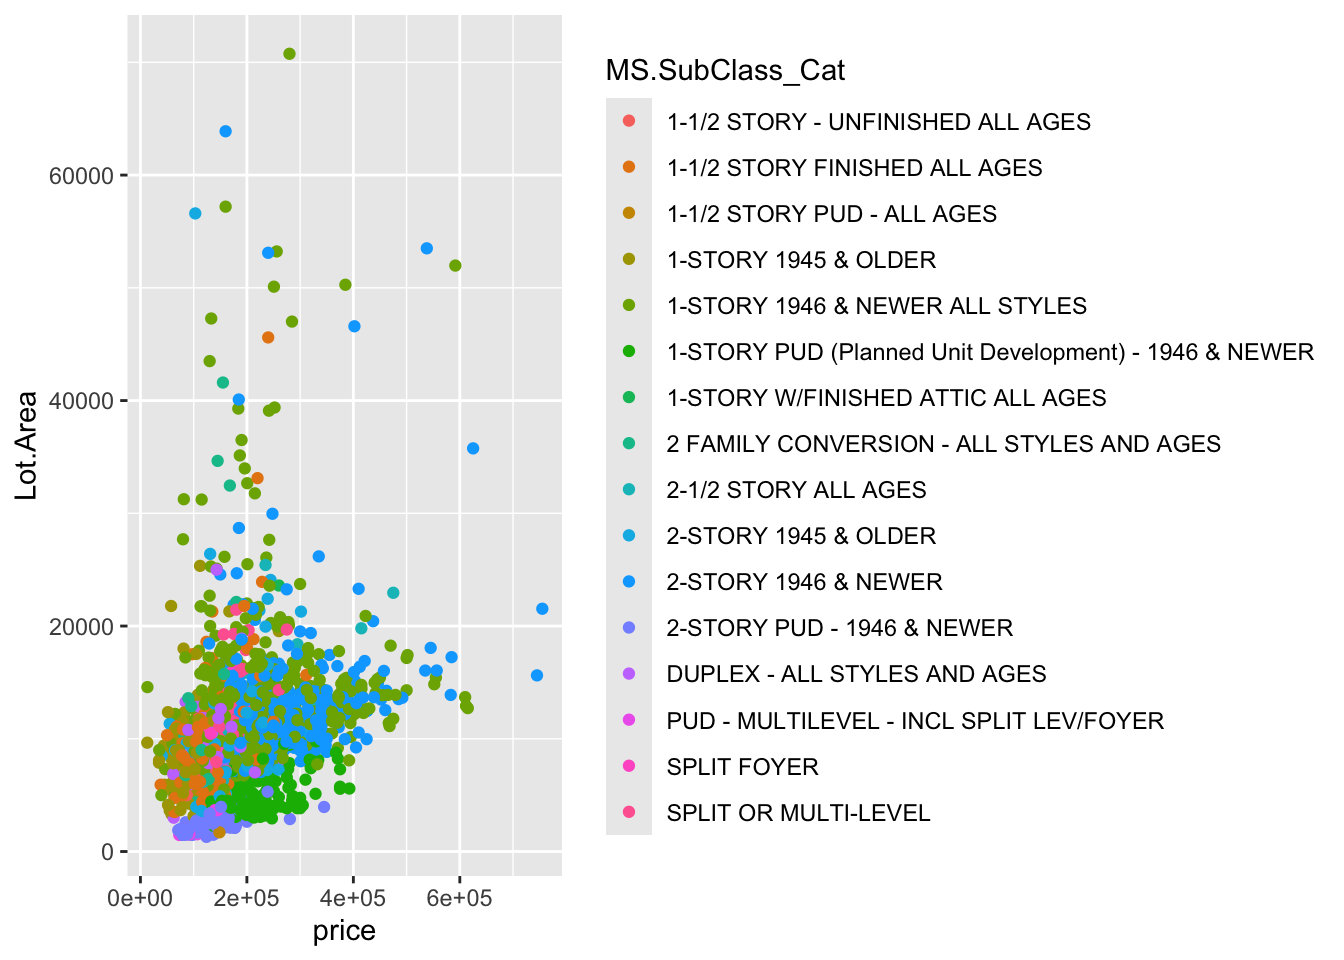 60000
40000
20000
0
Lot.Area
0e+00 2e+05 4e+05 6e+05
price
MS.SubClass_Cat
1-1/2 STORY - UNFINISHED ALL AGES
1-1/2 STORY FINISHED ALL AGES
1-1/2 STORY PUD - ALL AGES
1-STORY 1945 & OLDER
1-STORY 1946 & NEWER ALL STYLES
1-STORY PUD (Planned Unit Development) - 1946 & NEWER
1-STORY W/FINISHED ATTIC ALL AGES
2 FAMILY CONVERSION - ALL STYLES AND AGES
2-1/2 STORY ALL AGES
2-STORY 1945 & OLDER
2-STORY 1946 & NEWER
2-STORY PUD - 1946 & NEWER
DUPLEX - ALL STYLES AND AGES
PUD - MULTILEVEL - INCL SPLIT LEV/FOYER
SPLIT FOYER
SPLIT OR MULTI-LEVEL